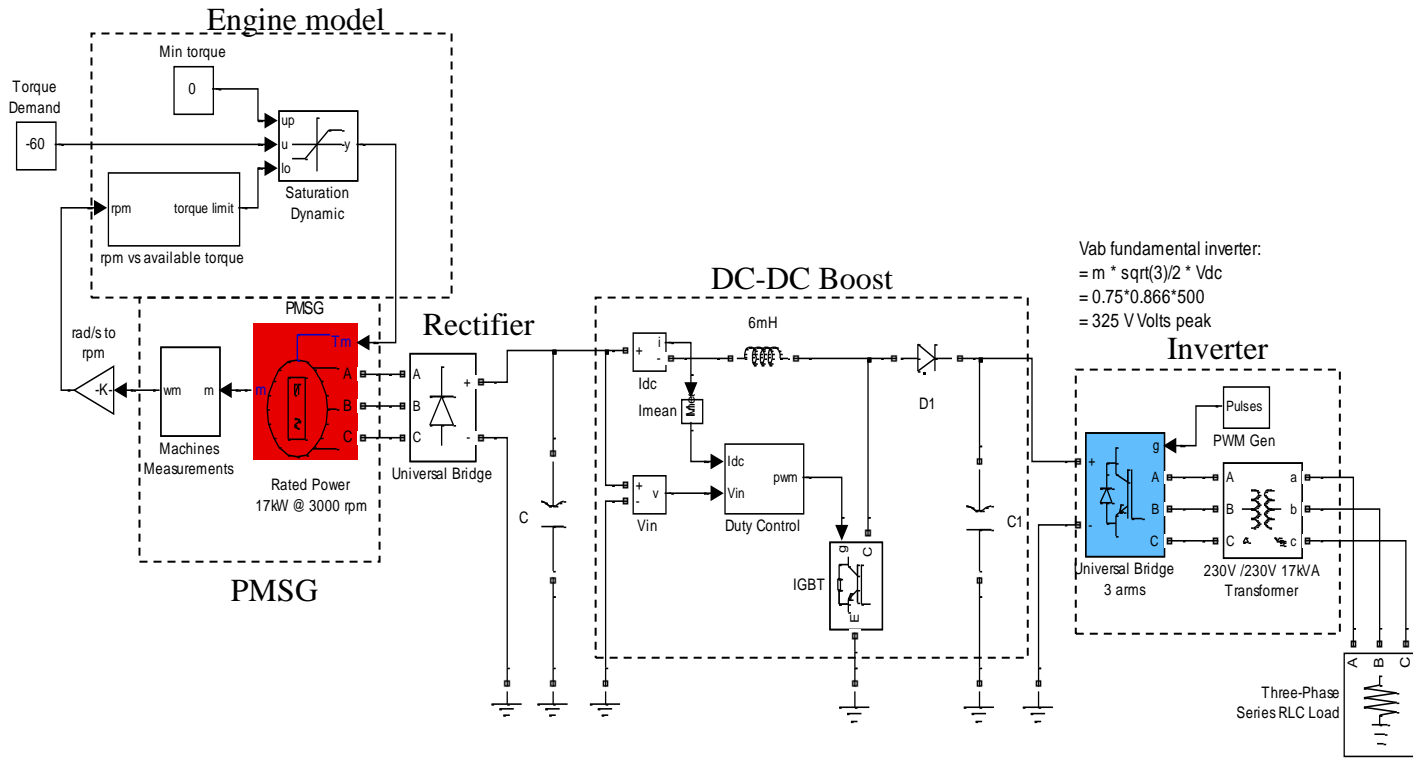 Engine model
Min torque
0
Torque
Demand
-60
up
u
lo
y
Saturation
Dynamic
rpm
torque limit
rpm vs available torque
rad/s to
rpm
-K-
wm
m
Machines
Measurements
PMSG
Tm
m
A
B
C
Rated Power
17kW @ 3000 rpm
PMSG
Rectifier
A
B
C
+
-
Universal Bridge
C
DC-DC Boost
+
i
-
Idc
Imean
6mH
D1
Idc
Vin
pwm
Duty Control
+
-
v
Vin
g
C
E
IGBT
C1
Vab fundamental inverter:
= m * sqrt(3)/2 * Vdc
= 0.75*0.866*500
= 325 V Volts peak
Inverter
Pulses
PWM Gen
g
+
-
A
B
C
Universal Bridge
3 arms
A
B
C
a
b
c
230V /230V 17kVA
Transformer
A
B
C
Three-Phase
Series RLC Load